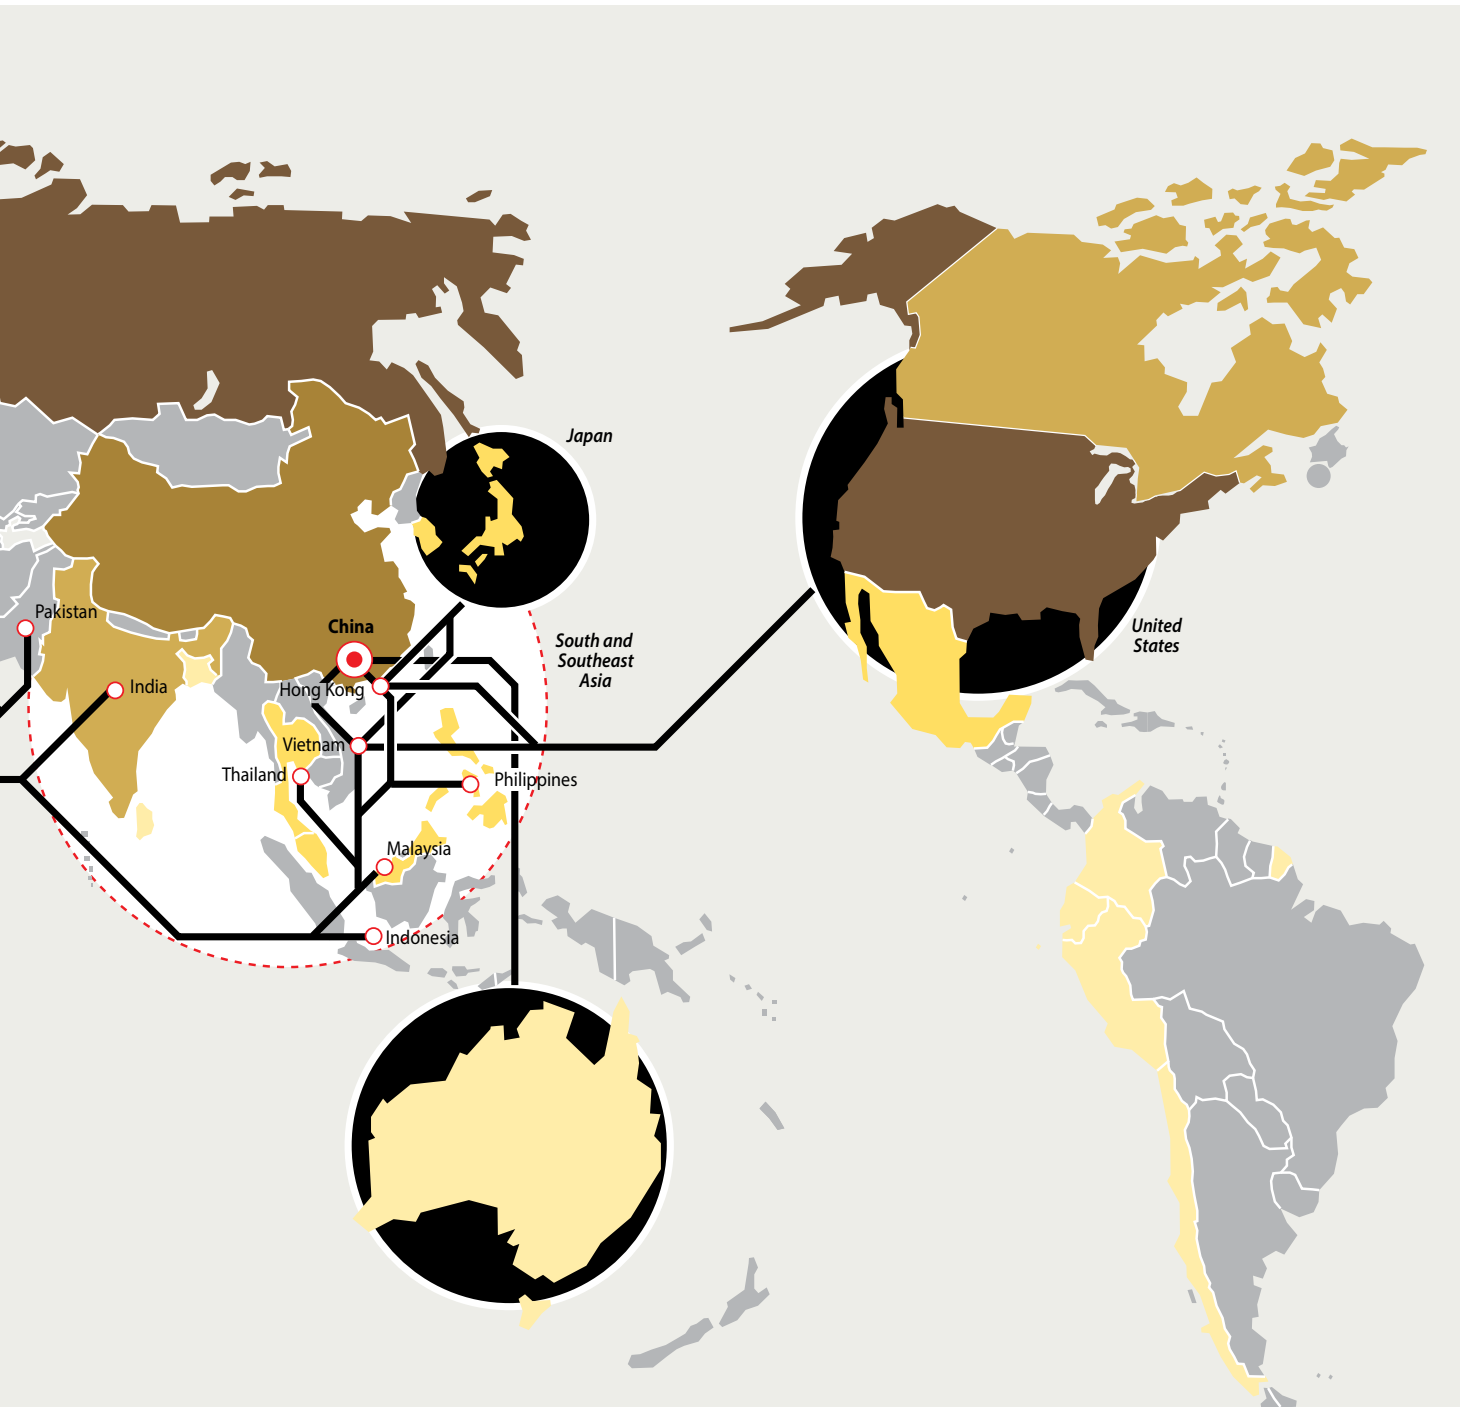 Japan
Pakistan
China
South and
Southeast
Asia
United
States
India
Hong Kong
Vietnam
Thailand
Philippines
Malaysia
Indonesia